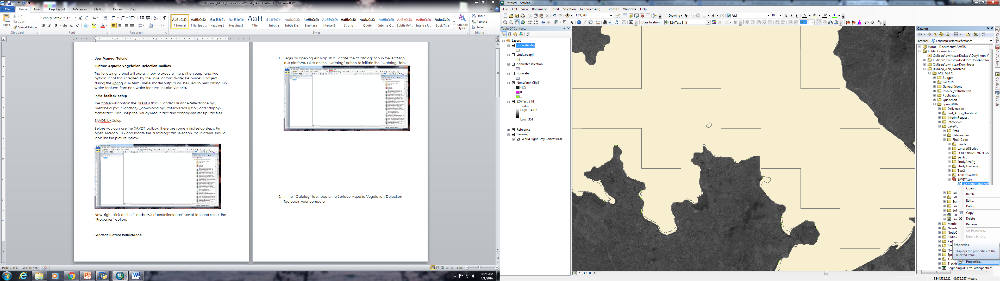 2016Spring_MSFC_LakeVictoriaWaterII_SAVDTTutorial - Microsoft Word
File Home Insert Page Layout References Mailings Review View
Cut
Copy
Format Painter
Paste
Clipboard
Century Gothic 12
Font
Paragraph
AaBbCcDc AaBbCcDc AaBbC AaBbCc AaB AaBbCc. AaBbCcDc AaBbCcDc AaBbCcDc AaBbCcDc AaBbCcDc AABBCCDC AABBCCDC AaBbCcDc
¶ Normal ¶ No Spaci... Heading 1 Heading 2 Title Subtitle Subtle Em... Emphasis Intense E... Strong Quote Intense Q... Subtle Ref... Intense R... Book Title
Styles
Change Styles
Find
Replace
Select
Editing
User Manual/Tutorial
Surface Aquatic Vegetation Detection Toolbox
The following tutorial will explain how to execute the python script and two
python script tools created by the Lake Victoria Water Resources II project
during the Spring 2016 term. These model outputs will be used to help distinguish
water features from non-water features in Lake Victoria.
Initial toolbox setup
The zipfile will contain the “SAVDT.tbx”, “Landsat8SurfaceReflectance.py”,
“Sentinel-2.py”, “Landsat_8_download.py”, “StudyAreaPrj.zip”, and “dnppy-
master.zip”. First, unzip the “StudyAreaPrj.zip” and “dnppy-master.zip” zip files.
SAVDT.tbx Setup
Before you can use the SAVDT toolbox, there are some initial setup steps. First,
open ArcMap.10.x and locate the “Catalog” tab selection. Your screen should
look like the picture below:
Now, right-click on the “Landsat8SurfaceReflectance” script tool and select the
“Properties” option.
Landsat Surface Reflectance
1. Begin by opening ArcMap 10.x. Locate the “Catalog” tab in the ArcMap
10.x platform. Click on the “Catalog” button to initiate the “Catalog” tab.
2. In the “Catalog” tab, locate the Surface Aquatic Vegetation Detection
Toolbox in your computer.
Page: 1 of 8 Words: 476
82%
10:28 AM
4/1/2016
Untitled - ArcMap
File Edit View Bookmarks Insert Selection Geoprocessing Customize Windows Help
1:63,360
Drawing
Arial 10 B I U A
Classification S2ATest_3.tif
Table Of Contents
Layers
nonwatershp
studyareaprj
nonwater selection
nonwater
NonWater_Clip3
-128
0
1
S2ATest_3.tif
Value
High : 14316
Low : 354
Reference
Basemap
World Light Gray Canvas Base
Catalog
Location: Landsat8SurfaceReflectance
Home - Documents\ArcGIS
Folder Connections
C:\Users\dwinstea\Desktop\Daryl_Ann_W
C:\Users\dwinstea\Desktop\DarylAnnWin
C:\Users\dwinstea\Downloads
D:\Daryl_Ann_Winstead
ACL_MSFC
Budget
Fall2015
General_Items
Invoice_StatusReport
Publications
Quadchart
Spring2016
Deliverables
East_Africa_DisastersII
InterimRequest
Interviews
LakeVic
Data
Deliverables
Final_Code
Bands
Landsat8Script
LC81700602016022LGN
SenTst
StudyAreaPrj
StudyAreaSenPrj
Test2
TestOnSurfRefl
SAVDT.tbx
Landsat8SurfaceRe
Lak
LitF
Scr
Soc
Sof
B3r
B6r
Metrics
Newsle
NodeC
Padraic
Part
Pro
Qu
Spr
Tex
Trackin
BeginningOfTermParticipantI
Open...
Batch...
Edit...
Debug...
Copy
Delete
Rename
Set Password...
Export Script...
Properties
Displays the properties of the
selected item.
Properties...
Results
ArcToolbox
Catalog
Search
3844572.522 -46976.537 Meters